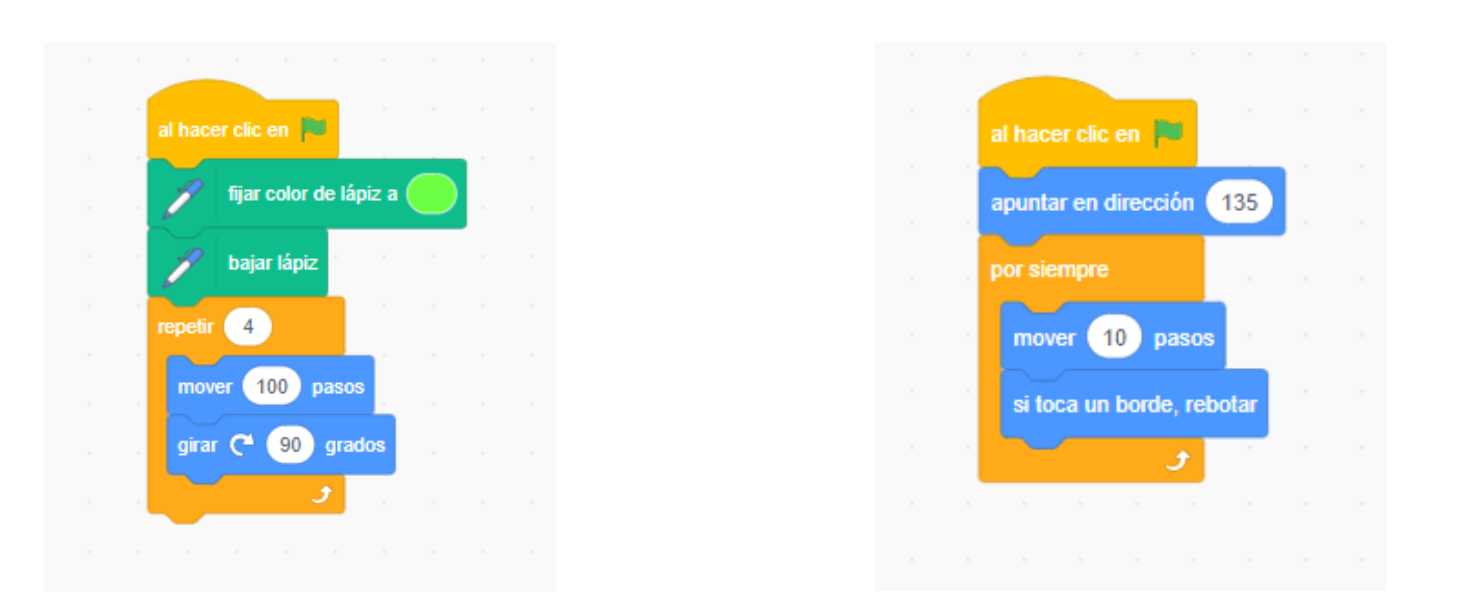 al hacer clic en
fijar color de lápiz a
bajar lápiz
repetir 4
mover 100 pasos
girar 90 grados
al hacer clic en
apuntar en dirección 135
por siempre
mover 10 pasos
si toca un borde, rebotar